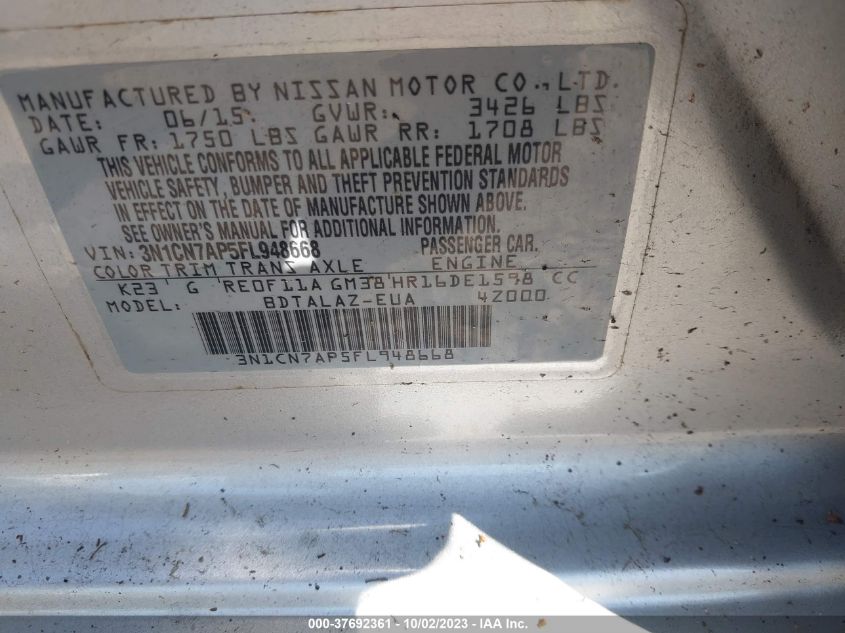 MANUFACTURED BY NISSAN MOTOR CO., LTD.
DATE: 06/15 GVWR: 3426 LBS
GAWR FR: 1750 LBS GAWR RR: 1708 LBS
THIS VEHICLE CONFORMS TO ALL APPLICABLE FEDERAL MOTOR
VEHICLE SAFETY, BUMPER AND THEFT PREVENTION STANDARDS
IN EFFECT ON THE DATE OF MANUFACTURE SHOWN ABOVE.
SEE OWNER'S MANUAL FOR ADDITIONAL INFORMATION.
VIN: 3N1CN7AP5FL948668 PASSENGER CAR.
COLOR TRIM TRANS AXLE ENGINE
K23 G RE0F11A GM38 HR16DE1598 CC
MODEL: BDTALAZ-EUA 4Z000
3N1CN7AP5FL948668
000-37692361 - 10/02/2023 - IAA Inc.